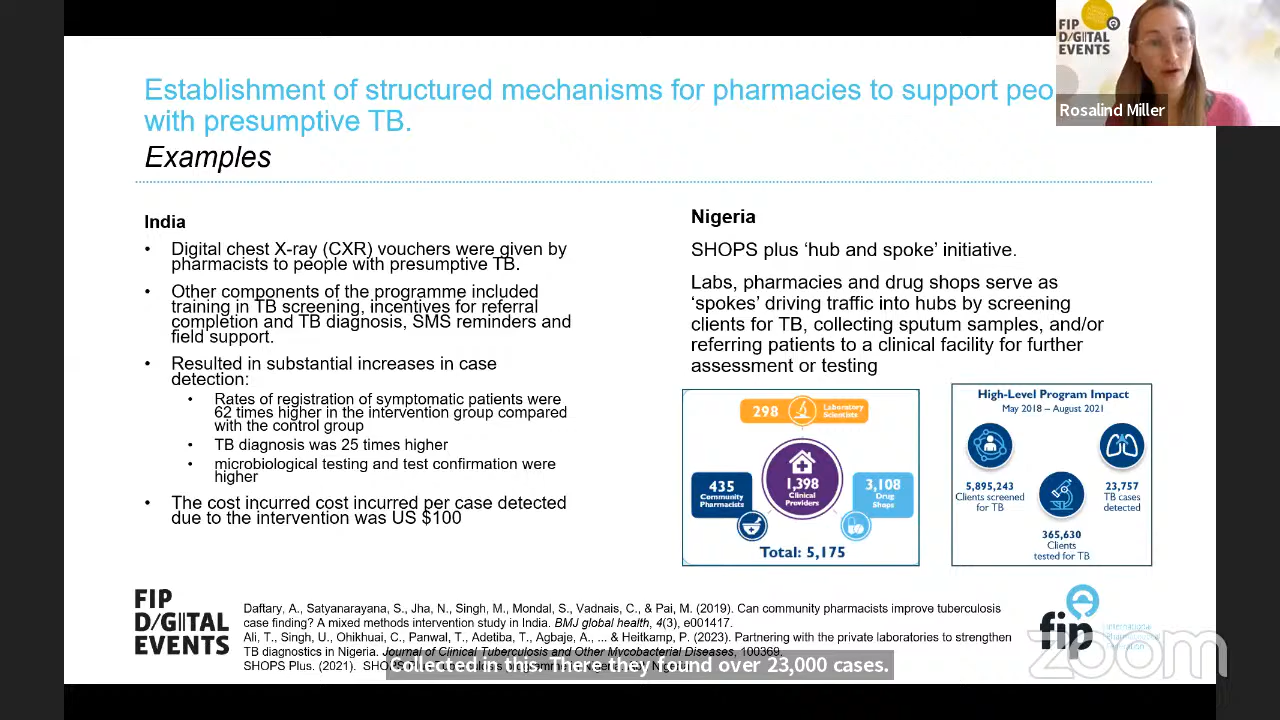 Establishment of structured mechanisms for pharmacies to support peo
with presumptive TB.
Examples
FIP
D/G/TAL
EVENTS
Rosalind Miller
India
• Digital chest X-ray (CXR) vouchers were given by
pharmacists to people with presumptive TB.
• Other components of the programme included
training in TB screening, incentives for referral
completion and TB diagnosis, SMS reminders and
field support.
• Resulted in substantial increases in case
detection:
• Rates of registration of symptomatic patients were
62 times higher in the intervention group compared
with the control group
• TB diagnosis was 25 times higher
• microbiological testing and test confirmation were
higher
• The cost incurred cost incurred per case detected
due to the intervention was US $100
Nigeria
SHOPS plus ‘hub and spoke’ initiative.
Labs, pharmacies and drug shops serve as
‘spokes’ driving traffic into hubs by screening
clients for TB, collecting sputum samples, and/or
referring patients to a clinical facility for further
assessment or testing
298
Laboratory
Scientists
435
Community
Pharmacists
1,398
Clinical
Providers
3,108
Drug
Shops
Total: 5,175
High-Level Program Impact
May 2018 – August 2021
5,895,243
Clients screened
for TB
23,757
TB cases
detected
365,630
Clients
tested for TB
FIP
D/G/TAL
EVENTS
Daftary, A., Satyanarayana, S., Jha, N., Singh, M., Mondal, S., Vadnais, C., & Pai, M. (2019). Can community pharmacists improve tuberculosis
case finding? A mixed methods intervention study in India. BMJ global health, 4(3), e001417.
Ali, T., Singh, U., Ohikhuai, C., Panwal, T., Adetiba, T., Agbaje, A., ... & Heitkamp, P. (2023). Partnering with the private laboratories to strengthen
TB diagnostics in Nigeria. Journal of Clinical Tuberculosis and Other Mycobacterial Diseases, 100369.
SHOPS Plus. (2021).
collected in this. There they found over 23,000 cases.
fip
International
Pharmaceutical
Federation
zoom